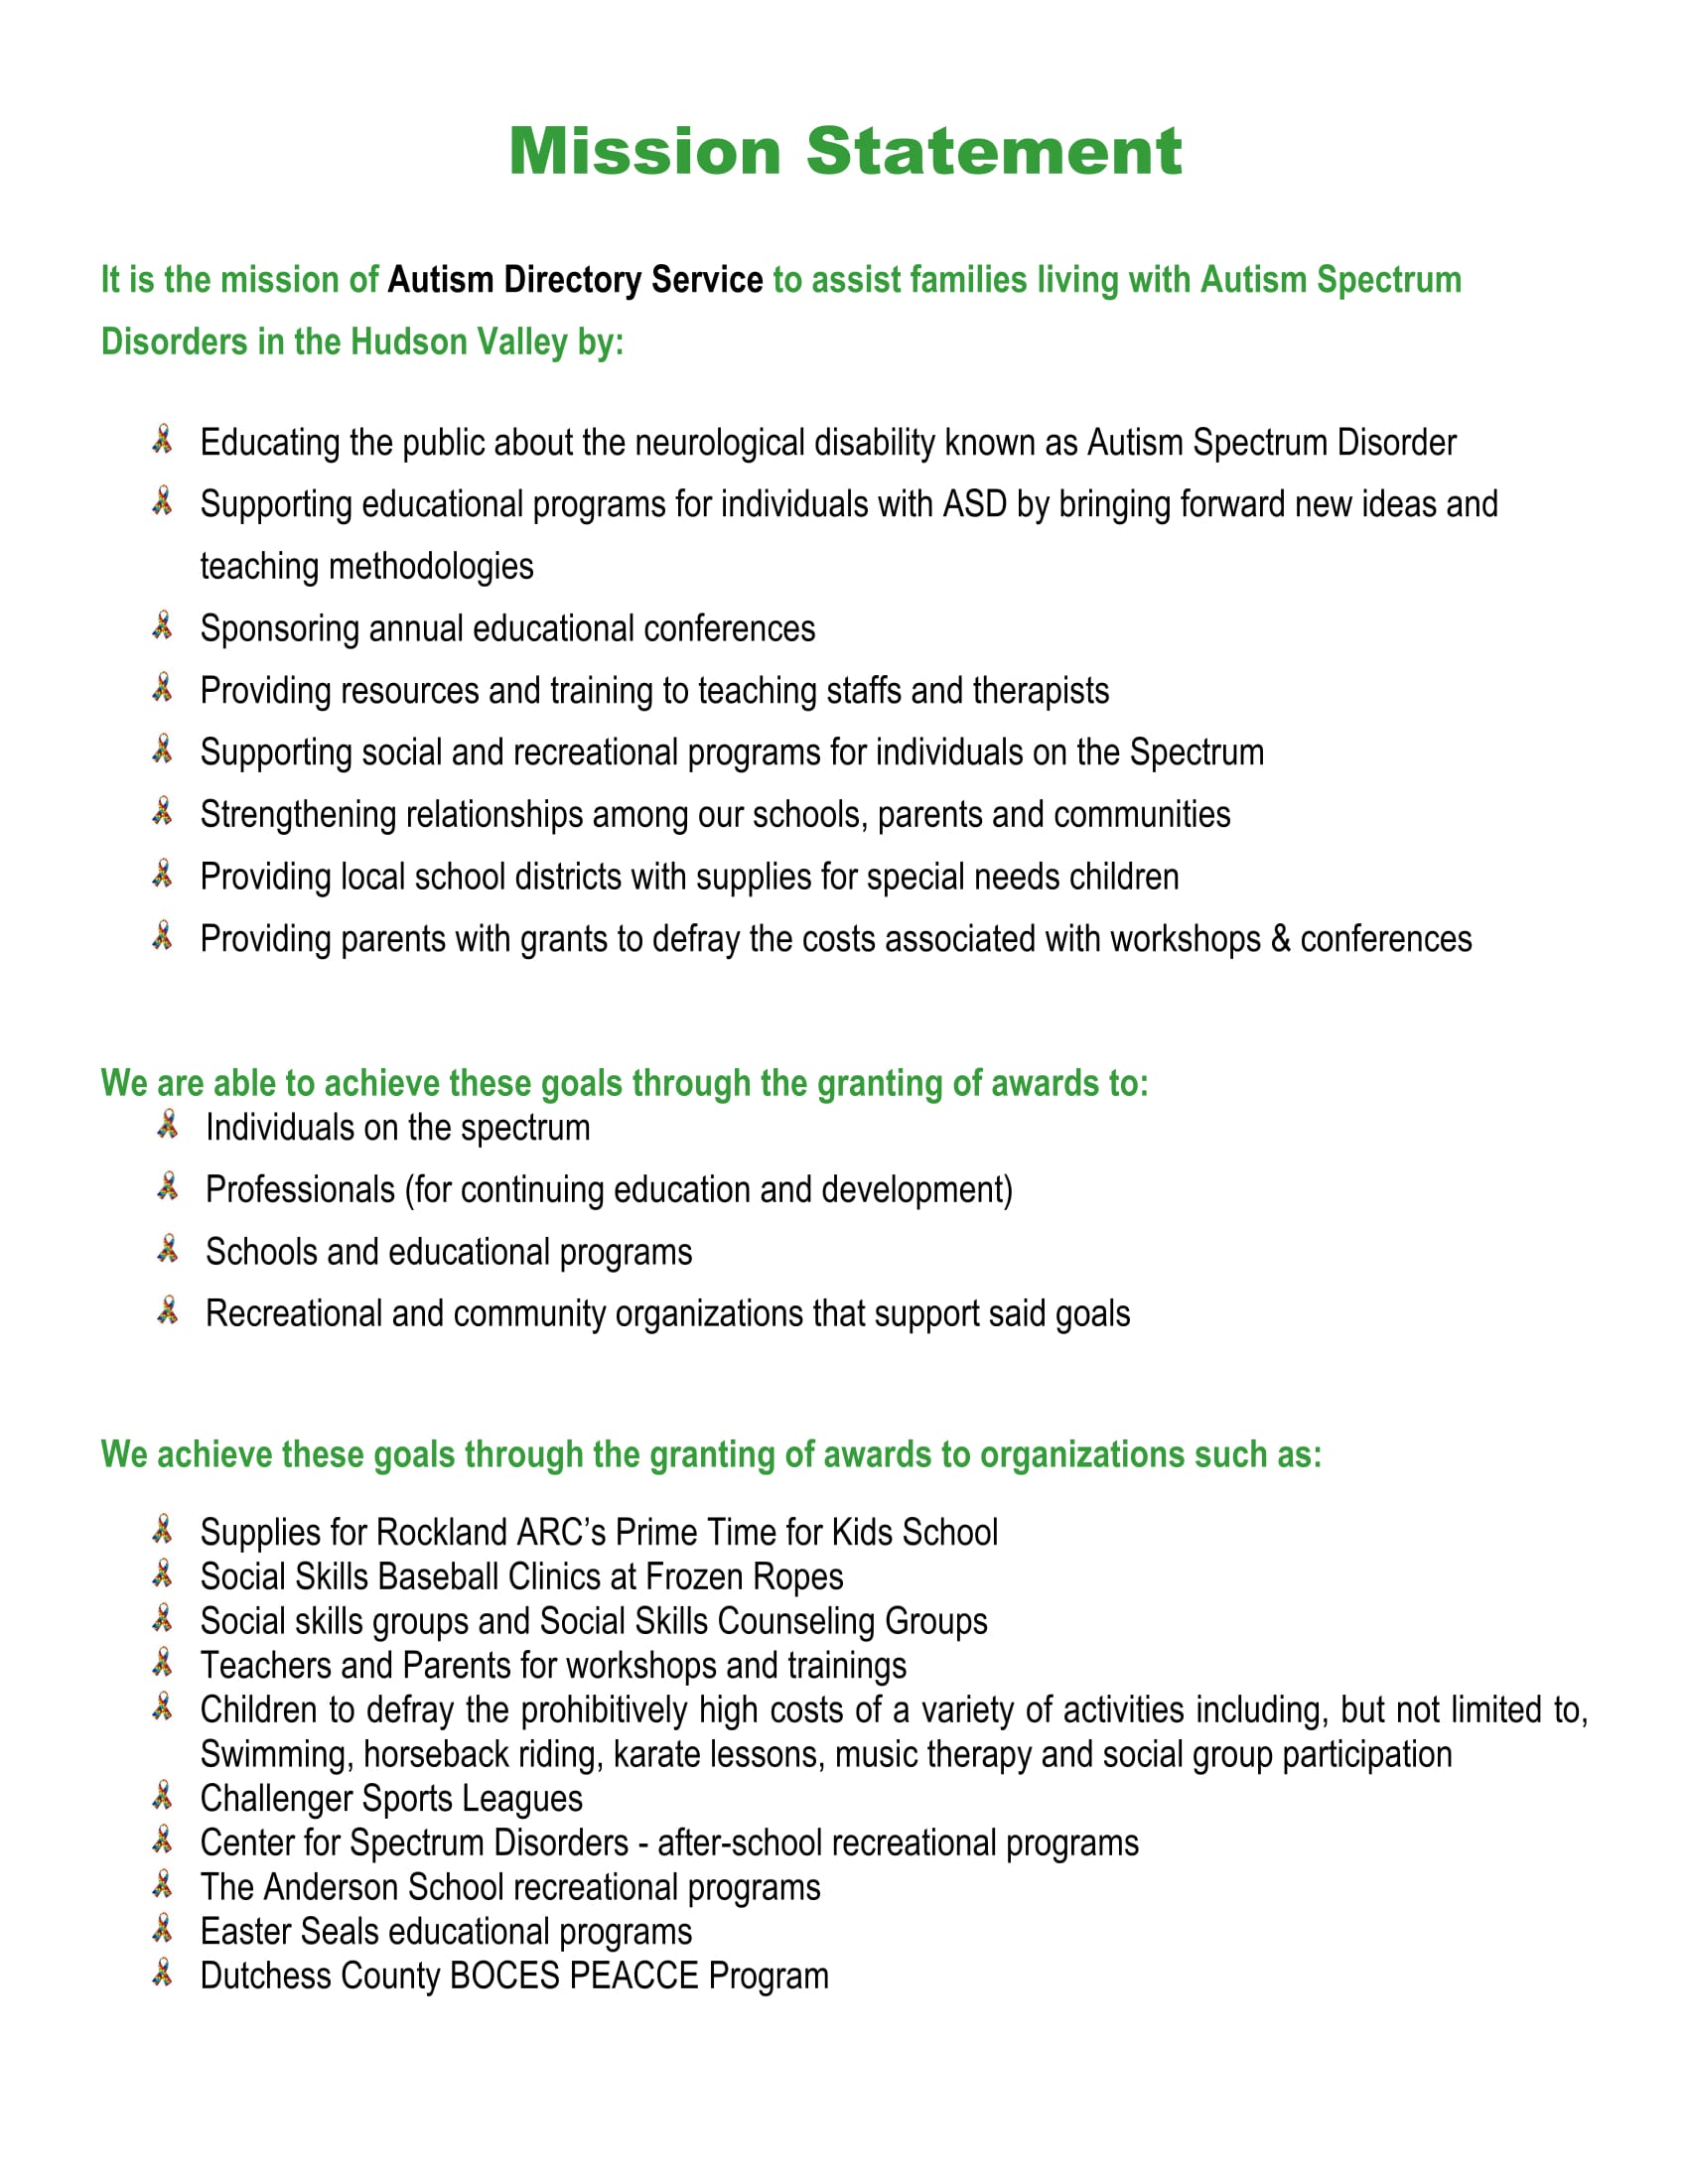 Mission Statement
It is the mission of Autism Directory Service to assist families living with Autism Spectrum
Disorders in the Hudson Valley by:
Educating the public about the neurological disability known as Autism Spectrum Disorder
Supporting educational programs for individuals with ASD by bringing forward new ideas and
teaching methodologies
Sponsoring annual educational conferences
Providing resources and training to teaching staffs and therapists
Supporting social and recreational programs for individuals on the Spectrum
Strengthening relationships among our schools, parents and communities
Providing local school districts with supplies for special needs children
Providing parents with grants to defray the costs associated with workshops & conferences
We are able to achieve these goals through the granting of awards to:
Individuals on the spectrum
Professionals (for continuing education and development)
Schools and educational programs
Recreational and community organizations that support said goals
We achieve these goals through the granting of awards to organizations such as:
Supplies for Rockland ARC’s Prime Time for Kids School
Social Skills Baseball Clinics at Frozen Ropes
Social skills groups and Social Skills Counseling Groups
Teachers and Parents for workshops and trainings
Children to defray the prohibitively high costs of a variety of activities including, but not limited to,
Swimming, horseback riding, karate lessons, music therapy and social group participation
Challenger Sports Leagues
Center for Spectrum Disorders - after-school recreational programs
The Anderson School recreational programs
Easter Seals educational programs
Dutchess County BOCES PEACCE Program